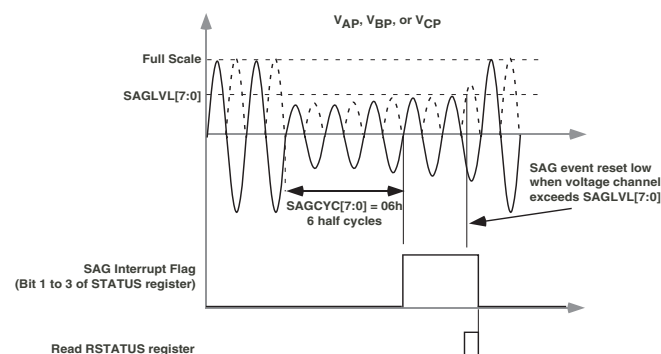 VAP, VBP, or VCP
Full Scale
SAGLVL[7:0]
SAG event reset low
when voltage channel
exceeds SAGLVL[7:0]
SAGCYC[7:0] = 06h
6 half cycles
SAG Interrupt Flag
(Bit 1 to 3 of STATUS register)
Read RSTATUS register